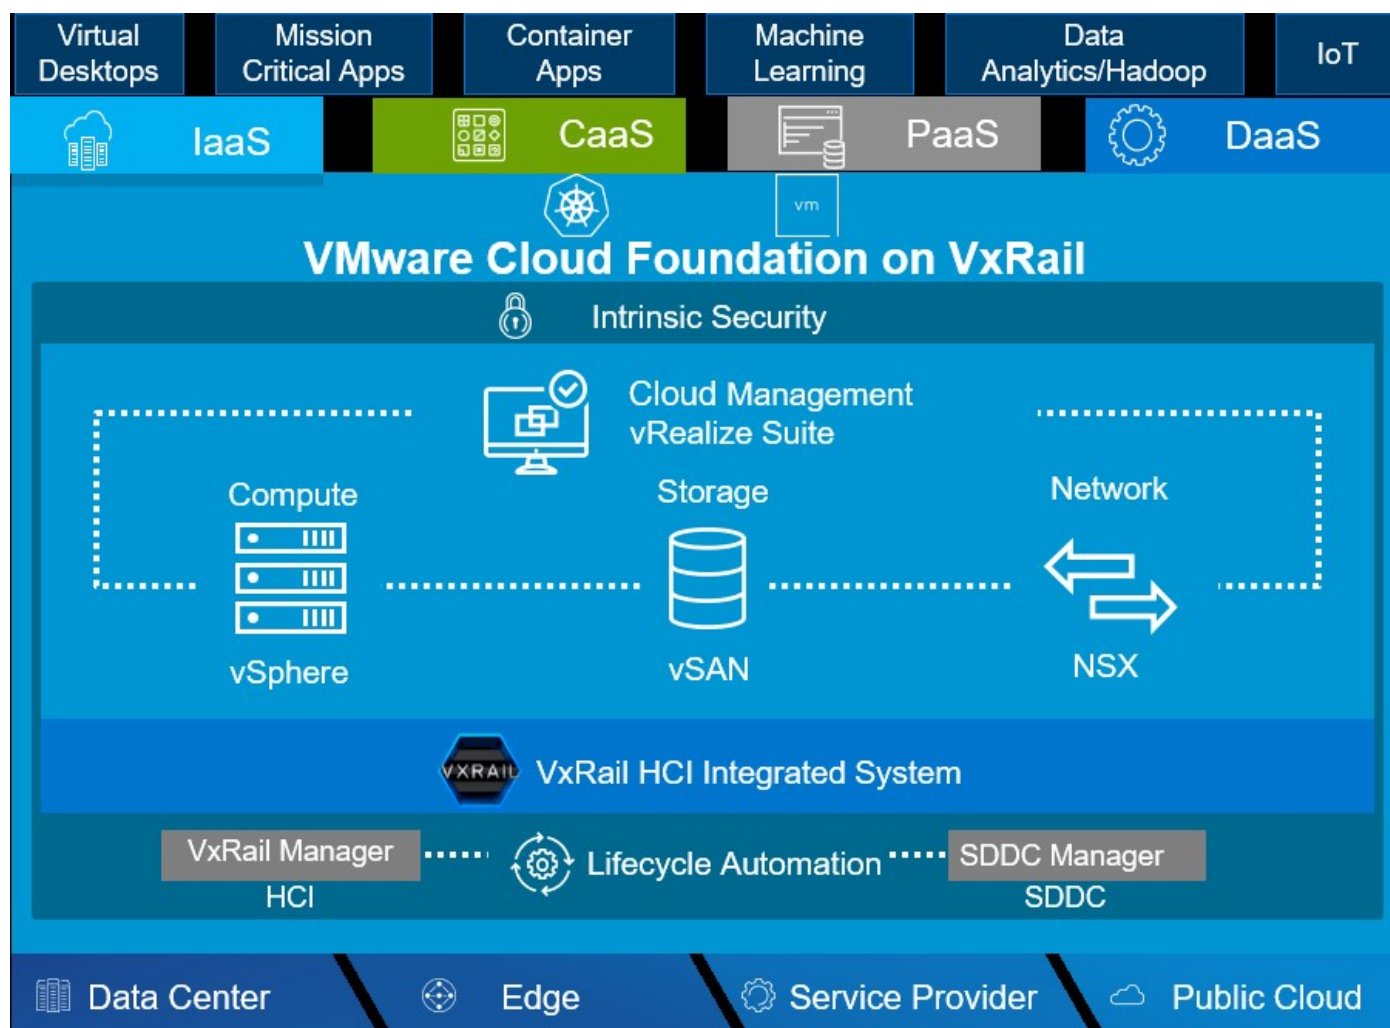 Virtual
Desktops
Mission
Critical Apps
Container
Apps
Machine
Learning
Data
Analytics/Hadoop
IoT
IaaS
CaaS
PaaS
DaaS
vm
VMware Cloud Foundation on VxRail
Intrinsic Security
Cloud Management
vRealize Suite
Compute
Storage
Network
vSphere
vSAN
NSX
VXRAIL
VxRail HCI Integrated System
VxRail Manager
HCI
Lifecycle Automation
SDDC Manager
SDDC
Data Center
Edge
Service Provider
Public Cloud